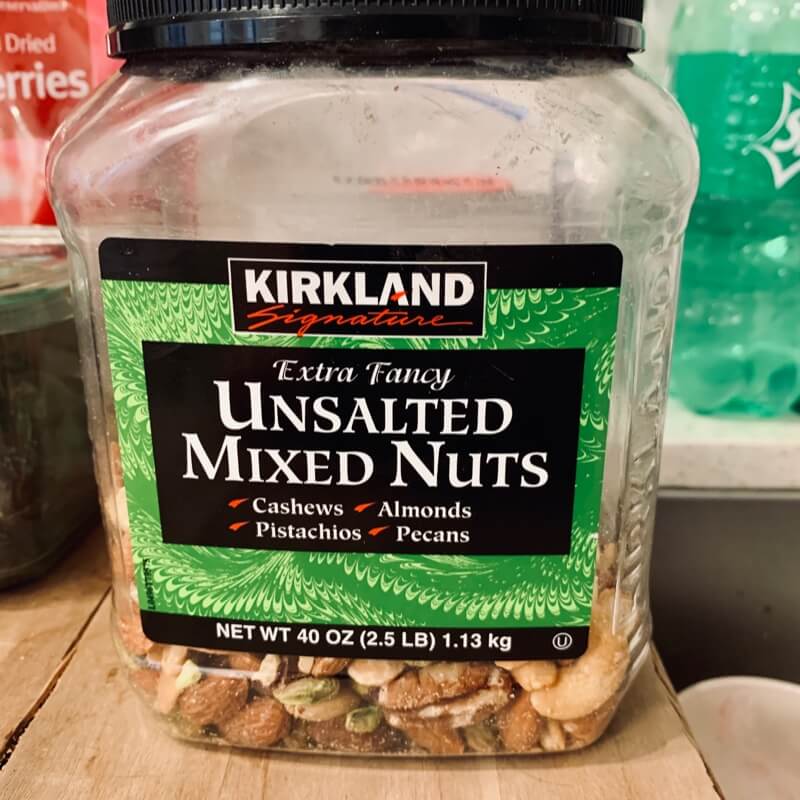 Dried
erries
KIRKLAND
Signature
Extra Fancy
UNSALTED
MIXED NUTS
Cashews Almonds
Pistachios Pecans
NET WT 40 OZ (2.5 LB) 1.13 kg
U